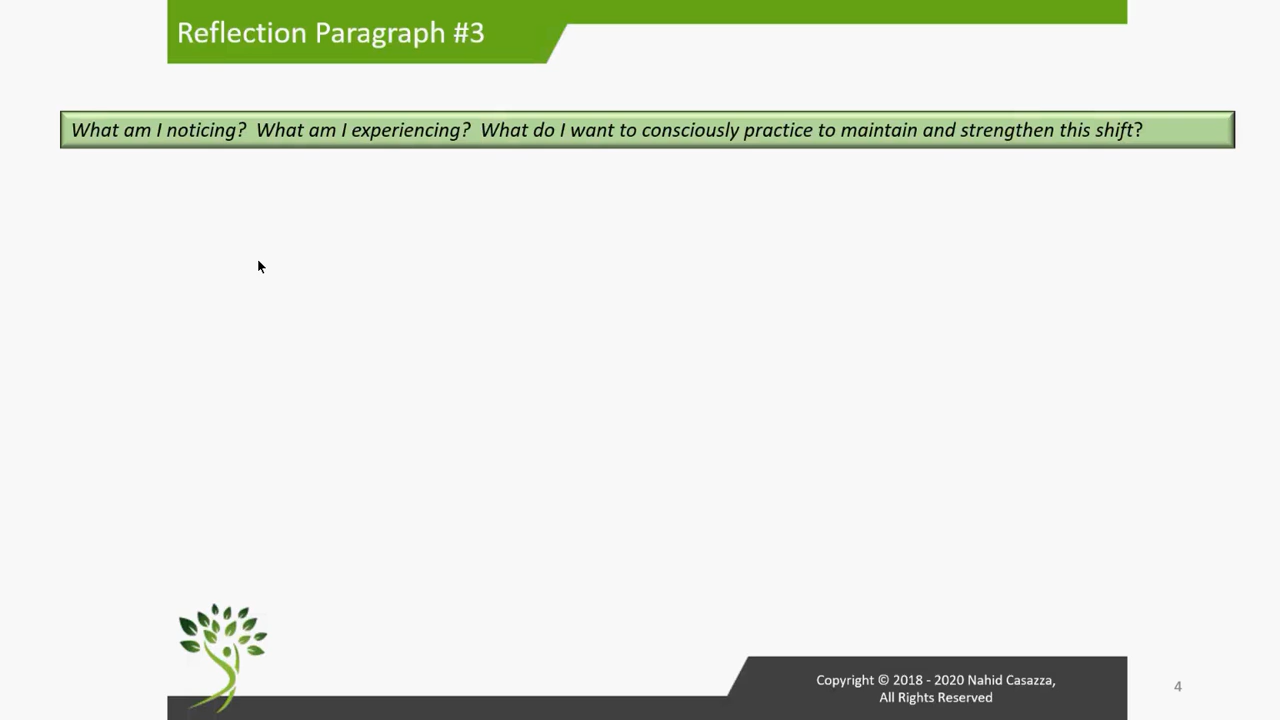 Reflection Paragraph #3
What am I noticing?  What am I experiencing?  What do I want to consciously practice to maintain and strengthen this shift?
Copyright © 2018 - 2020 Nahid Casazza,
All Rights Reserved
4